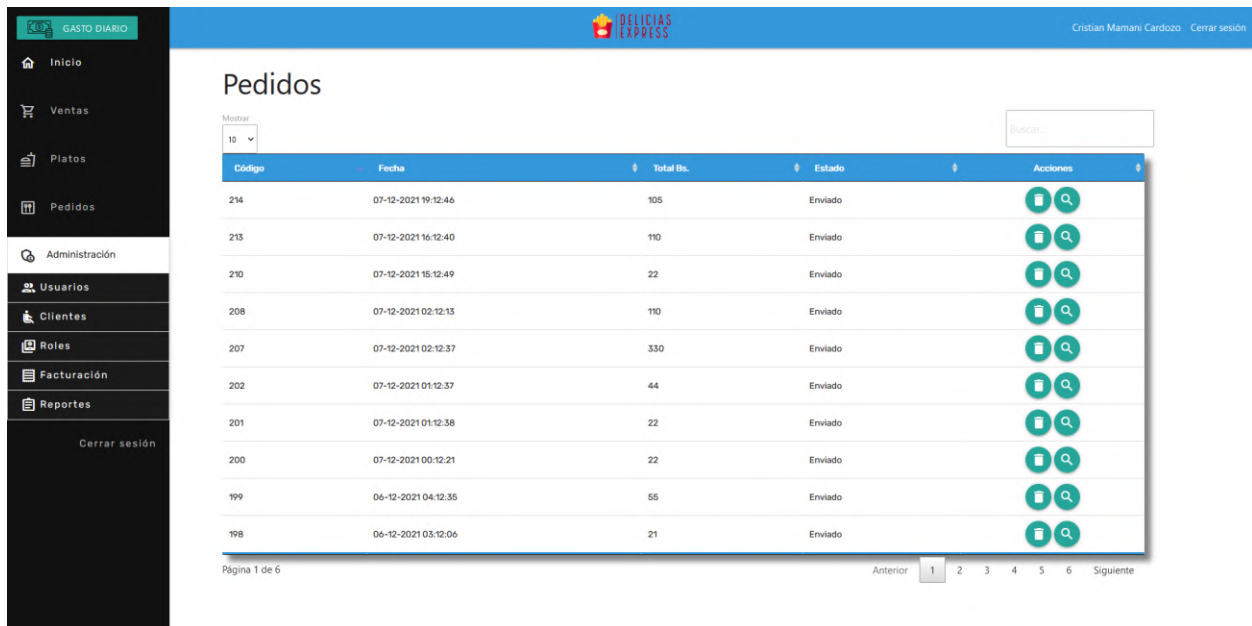 GASTO DIARIO
DELICIAS
EXPRESS
Cristian Mamani Cardozo Cerrar sesión
Inicio
Ventas
Platos
Pedidos
Administración
Usuarios
Clientes
Roles
Facturación
Reportes
Cerrar sesión
Pedidos
Mostrar
10
Buscar...
Código Fecha Total Bs. Estado Acciones
214 07-12-2021 19:12:46 105 Enviado
213 07-12-2021 16:12:40 110 Enviado
210 07-12-2021 15:12:49 22 Enviado
208 07-12-2021 02:12:13 110 Enviado
207 07-12-2021 02:12:37 330 Enviado
202 07-12-2021 01:12:37 44 Enviado
201 07-12-2021 01:12:38 22 Enviado
200 07-12-2021 00:12:21 22 Enviado
199 06-12-2021 04:12:35 55 Enviado
198 06-12-2021 03:12:06 21 Enviado
Página 1 de 6
Anterior 1 2 3 4 5 6 Siguiente